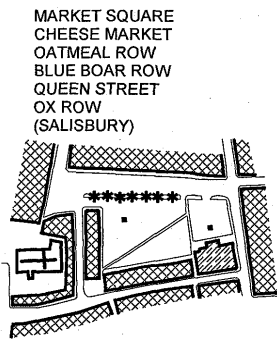 MARKET SQUARE
CHEESE MARKET
OATMEAL ROW
BLUE BOAR ROW
QUEEN STREET
OX ROW
(SALISBURY)